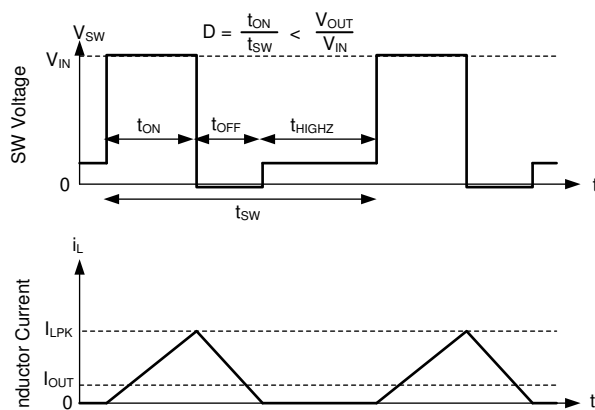 V_SW
D = t_ON / t_SW < V_OUT / V_IN
V_IN
SW Voltage
t_ON
t_OFF
t_HIGHZ
0
t
t_SW
i_L
nductor Current
I_LPK
I_OUT
0
t